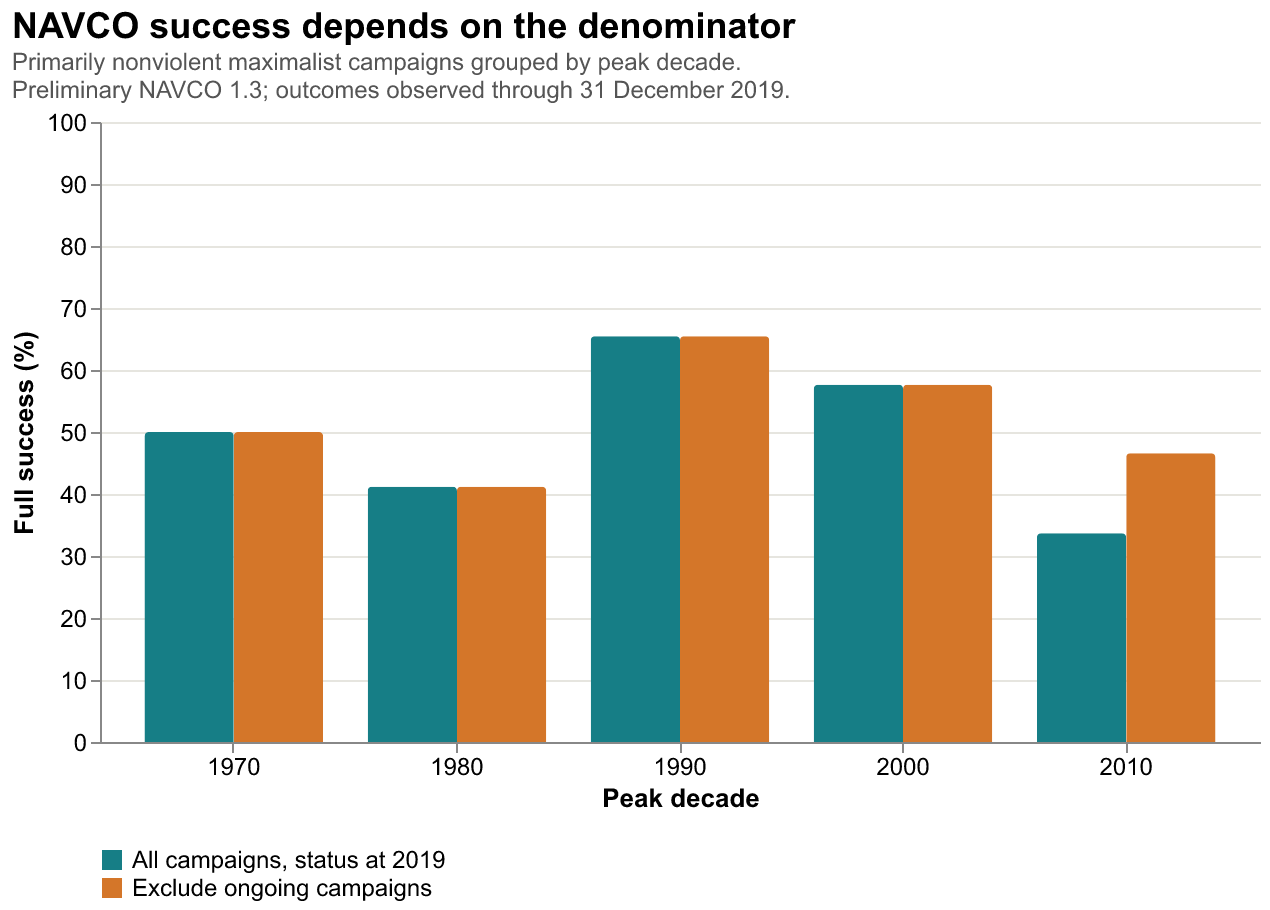 NAVCO success depends on the denominator
Primarily nonviolent maximalist campaigns grouped by peak decade.
Preliminary NAVCO 1.3; outcomes observed through 31 December 2019.
100
90
80
70
60
50
40
30
20
10
0
Full success (%)
1970 1980 1990 2000 2010
Peak decade
All campaigns, status at 2019
Exclude ongoing campaigns